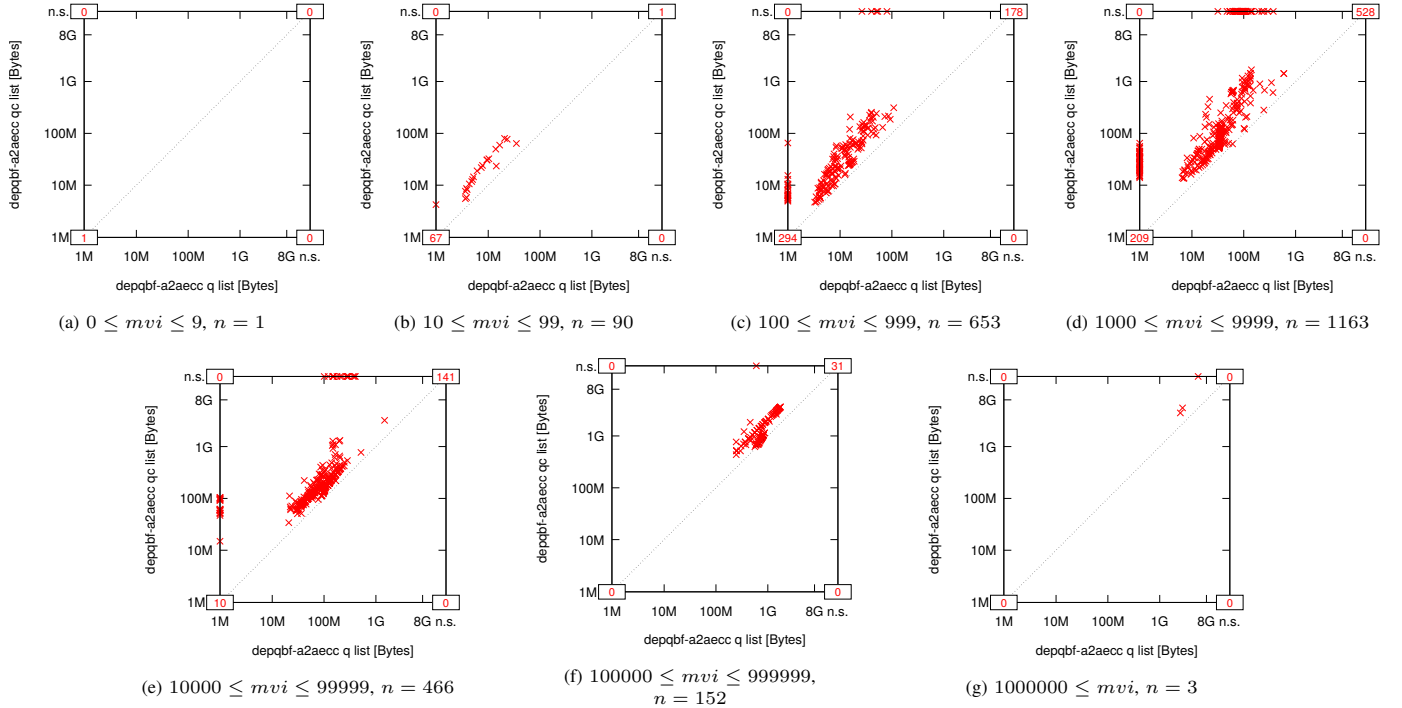 n.s.
8G
1G
100M
10M
1M
0
0
1
0
1M 10M 100M 1G 8G n.s.
depqbf-a2aecc qc list [Bytes]
depqbf-a2aecc q list [Bytes]
(a) 0 ≤ mvi ≤ 9, n = 1
n.s.
8G
1G
100M
10M
1M
0
1
67
0
1M 10M 100M 1G 8G n.s.
depqbf-a2aecc qc list [Bytes]
depqbf-a2aecc q list [Bytes]
(b) 10 ≤ mvi ≤ 99, n = 90
n.s.
8G
1G
100M
10M
1M
0
178
294
0
1M 10M 100M 1G 8G n.s.
depqbf-a2aecc qc list [Bytes]
depqbf-a2aecc q list [Bytes]
(c) 100 ≤ mvi ≤ 999, n = 653
n.s.
8G
1G
100M
10M
1M
0
528
209
0
1M 10M 100M 1G 8G n.s.
depqbf-a2aecc qc list [Bytes]
depqbf-a2aecc q list [Bytes]
(d) 1000 ≤ mvi ≤ 9999, n = 1163
n.s.
8G
1G
100M
10M
1M
0
141
10
0
1M 10M 100M 1G 8G n.s.
depqbf-a2aecc qc list [Bytes]
depqbf-a2aecc q list [Bytes]
(e) 10000 ≤ mvi ≤ 99999, n = 466
n.s.
8G
1G
100M
10M
1M
0
31
0
0
1M 10M 100M 1G 8G n.s.
depqbf-a2aecc qc list [Bytes]
depqbf-a2aecc q list [Bytes]
(f) 100000 ≤ mvi ≤ 999999,
n = 152
n.s.
8G
1G
100M
10M
1M
0
0
0
0
1M 10M 100M 1G 8G n.s.
depqbf-a2aecc qc list [Bytes]
depqbf-a2aecc q list [Bytes]
(g) 1000000 ≤ mvi, n = 3